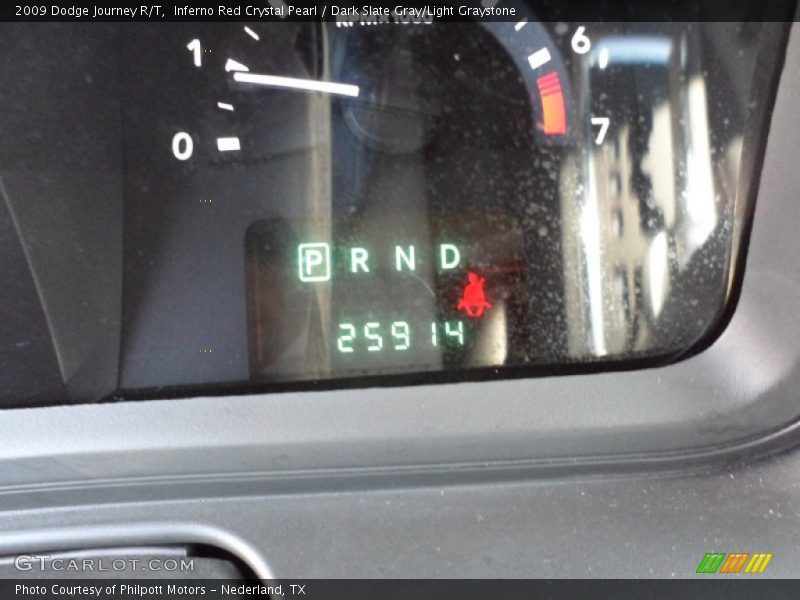 2009 Dodge Journey R/T,  Inferno Red Crystal Pearl / Dark Slate Gray/Light Graystone
RPMX1000
1
6
0
7
P R N D
25914
GTCARLOT.COM
Photo Courtesy of Philpott Motors - Nederland, TX